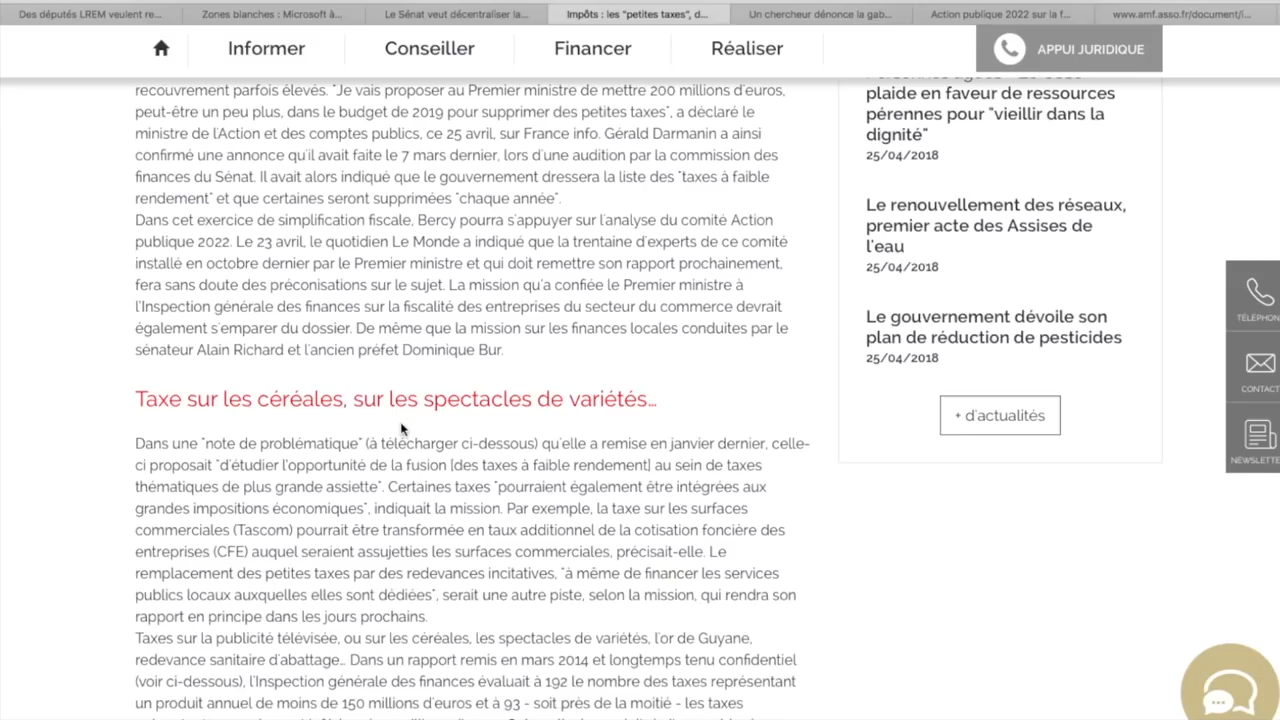 Des députés LREM veulent re...
Zones blanches : Microsoft à...
Le Sénat veut décentraliser la...
Impôts : les "petites taxes", d...
Un chercheur dénonce la gab...
Action publique 2022 sur la f...
www.amf.asso.fr/document/i...
Informer
Conseiller
Financer
Réaliser
APPUI JURIDIQUE
recouvrement parfois élevés. "Je vais proposer au Premier ministre de mettre 200 millions d'euros,
peut-être un peu plus, dans le budget de 2019 pour supprimer des petites taxes", a déclaré le
ministre de l'Action et des comptes publics, ce 25 avril, sur France info. Gérald Darmanin a ainsi
confirmé une annonce qu'il avait faite le 7 mars dernier, lors d'une audition par la commission des
finances du Sénat. Il avait alors indiqué que le gouvernement dressera la liste des "taxes à faible
rendement" et que certaines seront supprimées "chaque année".
Dans cet exercice de simplification fiscale, Bercy pourra s'appuyer sur l'analyse du comité Action
publique 2022. Le 23 avril, le quotidien Le Monde a indiqué que la trentaine d'experts de ce comité
installé en octobre dernier par le Premier ministre et qui doit remettre son rapport prochainement,
fera sans doute des préconisations sur le sujet. La mission qu'a confiée le Premier ministre à
l'Inspection générale des finances sur la fiscalité des entreprises du secteur du commerce devrait
également s'emparer du dossier. De même que la mission sur les finances locales conduites par le
sénateur Alain Richard et l'ancien préfet Dominique Bur.
Taxe sur les céréales, sur les spectacles de variétés…
Dans une "note de problématique" (à télécharger ci-dessous) qu'elle a remise en janvier dernier, celle-
ci proposait "d'étudier l'opportunité de la fusion [des taxes à faible rendement] au sein de taxes
thématiques de plus grande assiette". Certaines taxes "pourraient également être intégrées aux
grandes impositions économiques", indiquait la mission. Par exemple, la taxe sur les surfaces
commerciales (Tascom) pourrait être transformée en taux additionnel de la cotisation foncière des
entreprises (CFE) auquel seraient assujetties les surfaces commerciales, précisait-elle. Le
remplacement des petites taxes par des redevances incitatives, "à même de financer les services
publics locaux auxquelles elles sont dédiées", serait une autre piste, selon la mission, qui rendra son
rapport en principe dans les jours prochains.
Taxes sur la publicité télévisée, ou sur les céréales, les spectacles de variétés, l'or de Guyane,
redevance sanitaire d'abattage… Dans un rapport remis en mars 2014 et longtemps tenu confidentiel
(voir ci-dessous), l'Inspection générale des finances évaluait à 192 le nombre des taxes représentant
un produit annuel de moins de 150 millions d'euros et à 93 - soit près de la moitié - les taxes
plaide en faveur de ressources
pérennes pour "vieillir dans la
dignité"
25/04/2018
Le renouvellement des réseaux,
premier acte des Assises de
l'eau
25/04/2018
Le gouvernement dévoile son
plan de réduction de pesticides
25/04/2018
+ d'actualités
TÉLÉPHON
CONTACT
NEWSLETTE